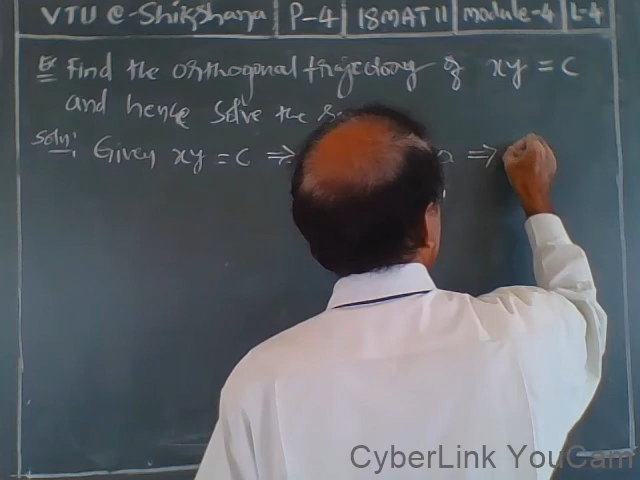 VTU @-Shikshana P-4 18MAT11 module-4 L-4
Ex Find the orthogonal trajectory of xy = c
and hence solve the
Soln: Given xy = c ⇒ ⇒
CyberLink YouCam